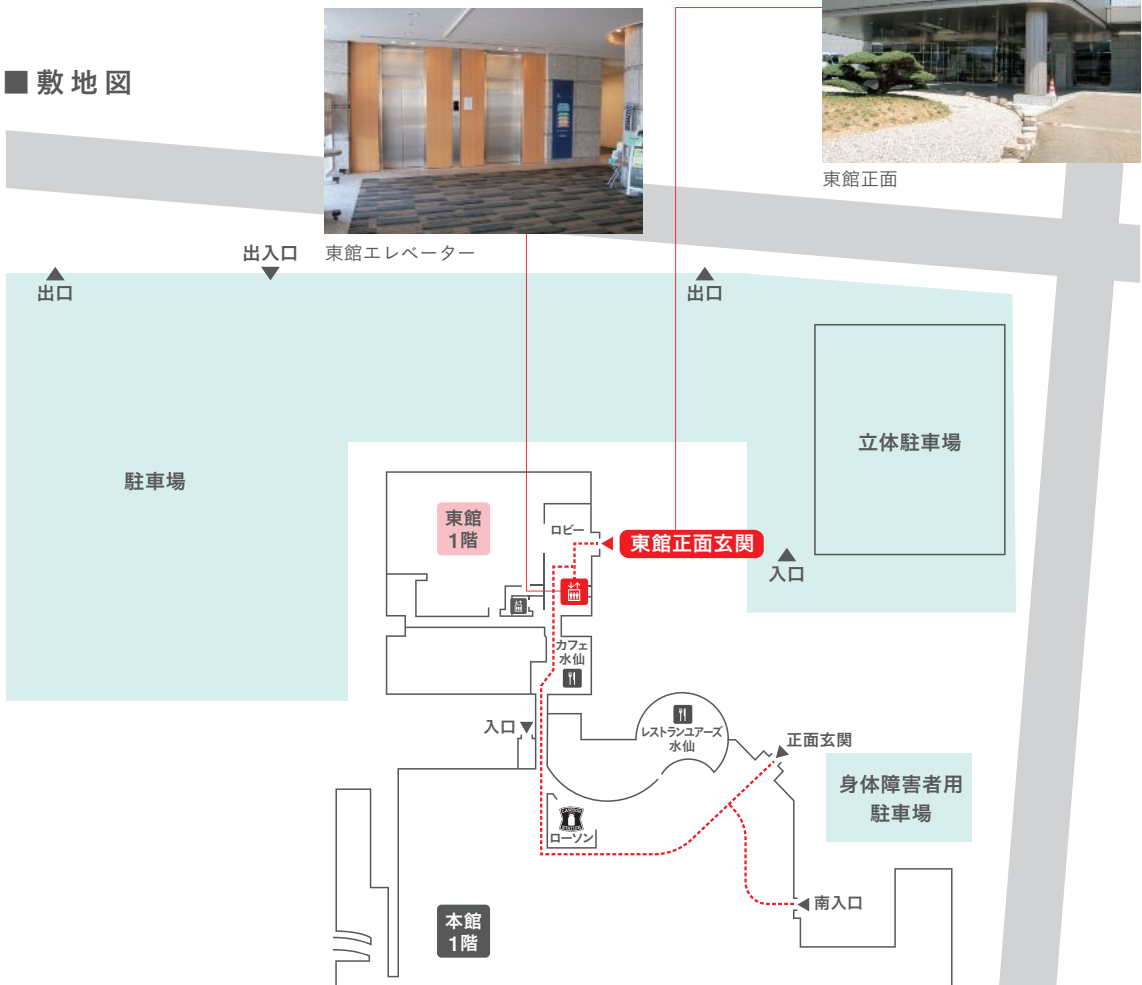 ■敷地図
東館正面
出入口
東館エレベーター
出口
出口
立体駐車場
駐車場
東館
1階
ロビー
東館正面玄関
入口
カフェ
水仙
入口
レストランユアーズ
水仙
正面玄関
身体障害者用
駐車場
ローソン
南入口
本館
1階